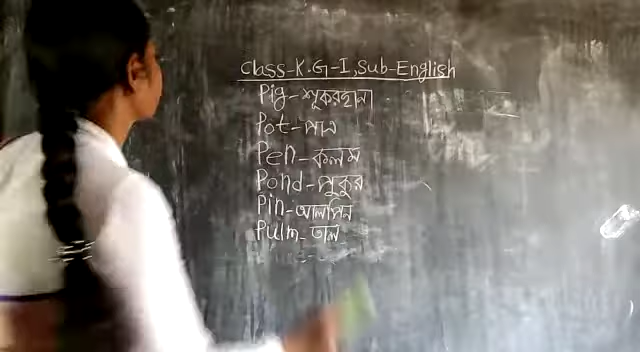 Class-K.G-I, Sub-English
Pig-শূকরছানা
Pot-পাত্র
Pen-কলম
Pond-পুকুর
Pin-আলপিন
Pulm-তাল